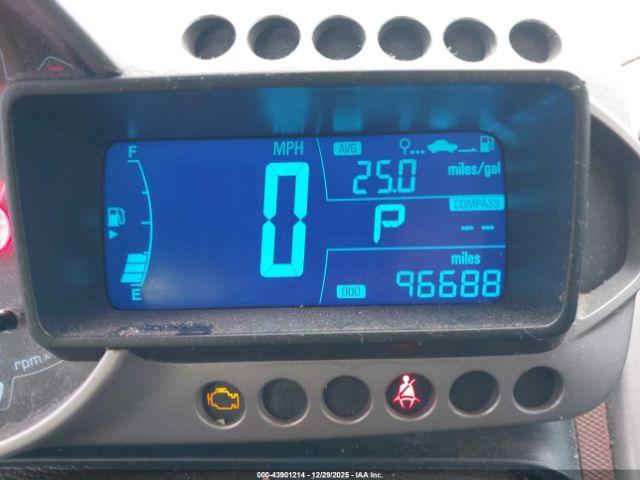 F
MPH
AVG
25.0 miles/gal
0
P
COMPASS
-- --
miles
E
ODO 96688
rpm x
000-43901214 - 12/29/2025 - IAA Inc.